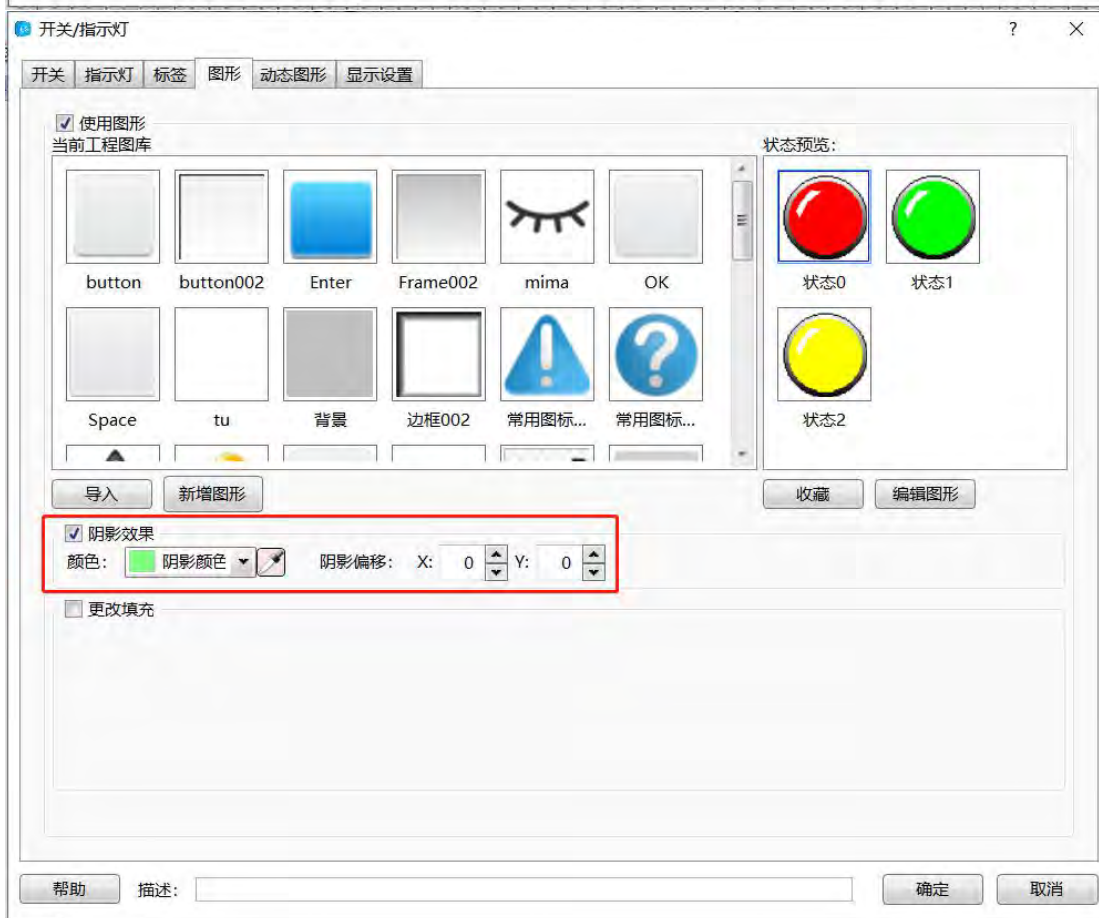 开关/指示灯 ?
开关 指示灯 标签 图形 动态图形 显示设置
使用图形
当前工程图库 状态预览:
button button002 Enter Frame002 mima OK 状态0 状态1
Space tu 背景 边框002 常用图标... 常用图标... 状态2
导入 新增图形 收藏 编辑图形
阴影效果
颜色: 阴影颜色 阴影偏移: X: 0 Y: 0
更改填充
帮助 描述: 确定 取消